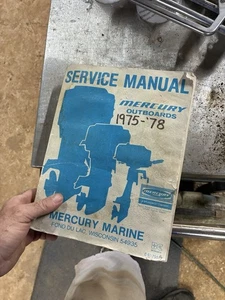 SERVICE MANUAL
MERCURY
OUTBOARDS
1975-'78
MERCURY MARINE
FOND DU LAC, WISCONSIN 54935